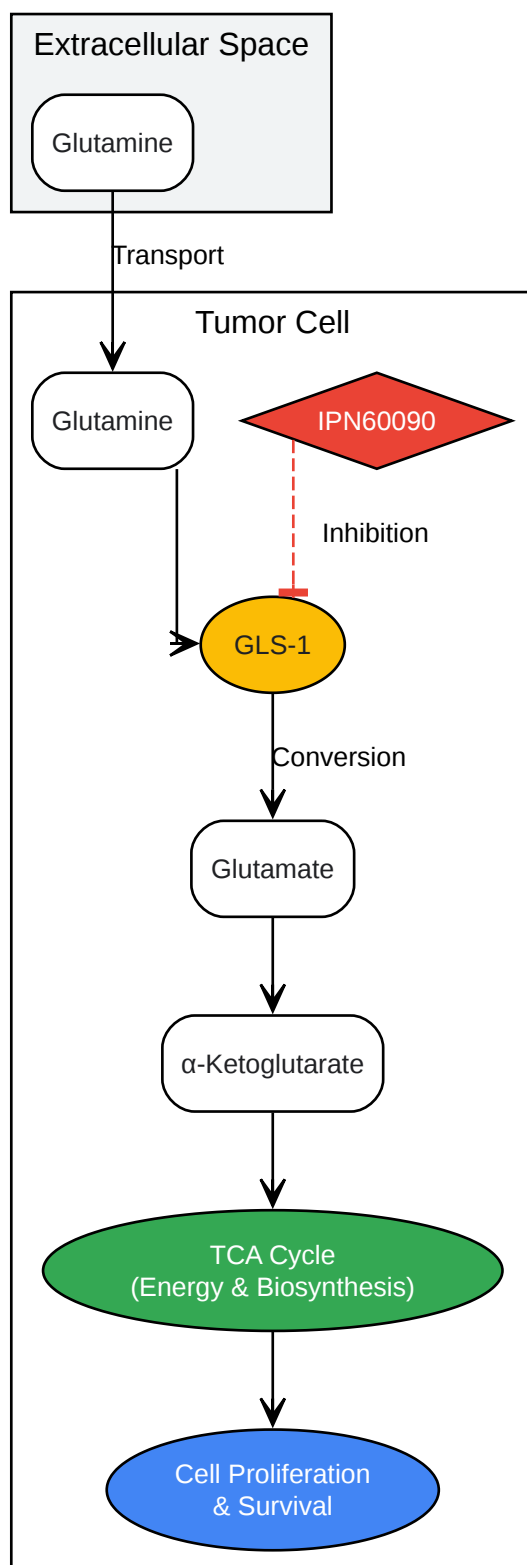 Extracellular Space
Glutamine
Transport
Tumor Cell
Glutamine
IPN60090
Inhibition
GLS-1
Conversion
Glutamate
α-Ketoglutarate
TCA Cycle
(Energy & Biosynthesis)
Cell Proliferation
& Survival